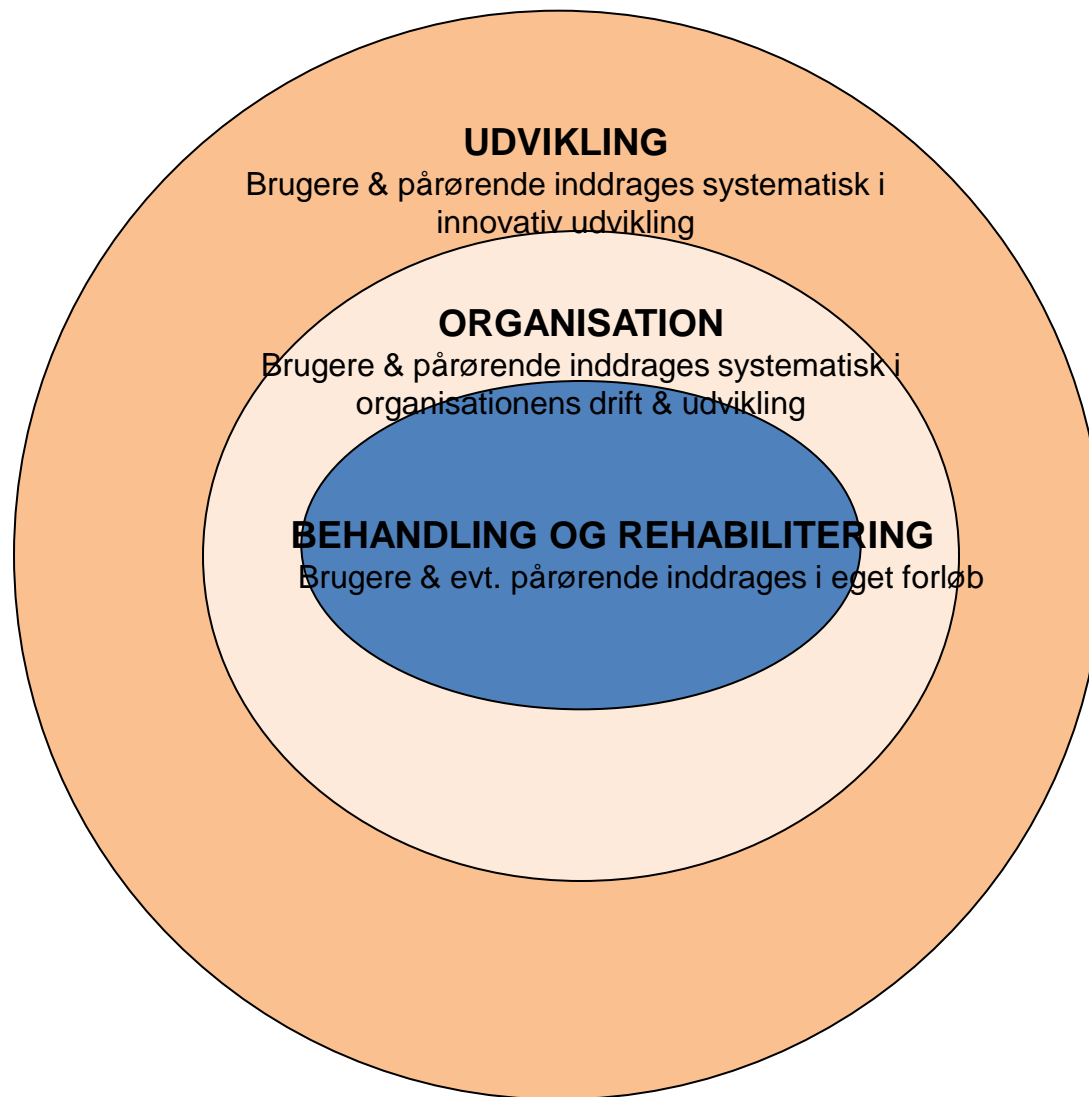 UDVIKLING
Brugere & pårørende inddrages systematisk i
innovativ udvikling
ORGANISATION
Brugere & pårørende inddrages systematisk i
organisationens drift & udvikling
BEHANDLING OG REHABILITERING
Brugere & evt. pårørende inddrages i eget forløb